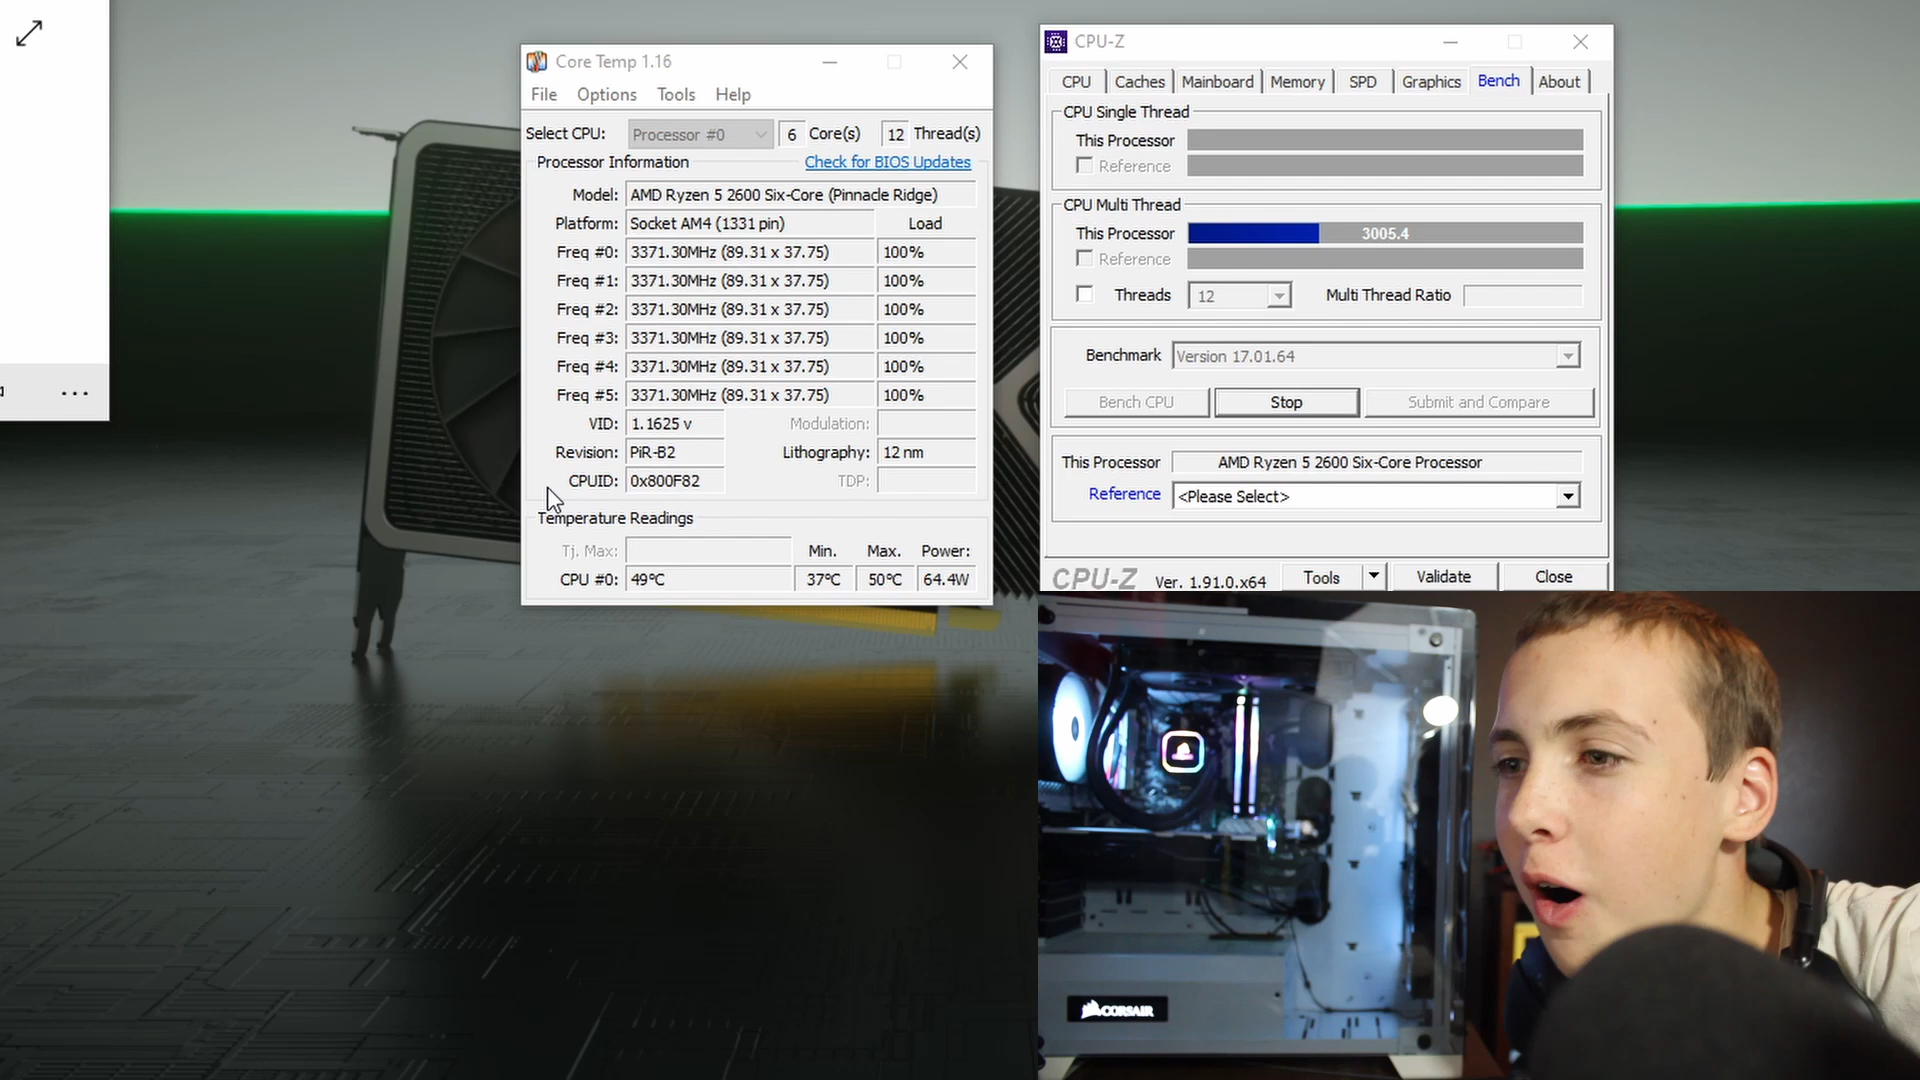 Core Temp 1.16
File Options Tools Help
Select CPU: Processor #0 6 Core(s) 12 Thread(s)
Processor Information Check for BIOS Updates
Model: AMD Ryzen 5 2600 Six-Core (Pinnacle Ridge)
Platform: Socket AM4 (1331 pin) Load
Freq #0: 3371.30MHz (89.31 x 37.75) 100%
Freq #1: 3371.30MHz (89.31 x 37.75) 100%
Freq #2: 3371.30MHz (89.31 x 37.75) 100%
Freq #3: 3371.30MHz (89.31 x 37.75) 100%
Freq #4: 3371.30MHz (89.31 x 37.75) 100%
Freq #5: 3371.30MHz (89.31 x 37.75) 100%
VID: 1.1625 v Modulation:
Revision: PiR-B2 Lithography: 12 nm
CPUID: 0x800F82 TDP:
Temperature Readings
Tj. Max: Min. Max. Power:
CPU #0: 49°C 37°C 50°C 64.4W
CPU-Z
CPU Caches Mainboard Memory SPD Graphics Bench About
CPU Single Thread
This Processor
Reference
CPU Multi Thread
This Processor 3005.4
Reference
Threads 12 Multi Thread Ratio
Benchmark Version 17.01.64
Bench CPU Stop Submit and Compare
This Processor AMD Ryzen 5 2600 Six-Core Processor
Reference <Please Select>
CPU-Z Ver. 1.91.0.x64 Tools Validate Close
CORSAIR